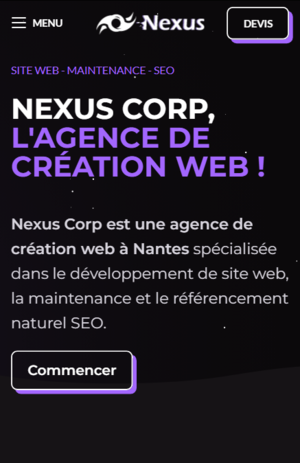 MENU
Nexus
DEVIS
SITE WEB - MAINTENANCE - SEO
NEXUS CORP,
L'AGENCE DE
CRÉATION WEB !
Nexus Corp est une agence de
création web à Nantes spécialisée
dans le développement de site web,
la maintenance et le référencement
naturel SEO.
Commencer